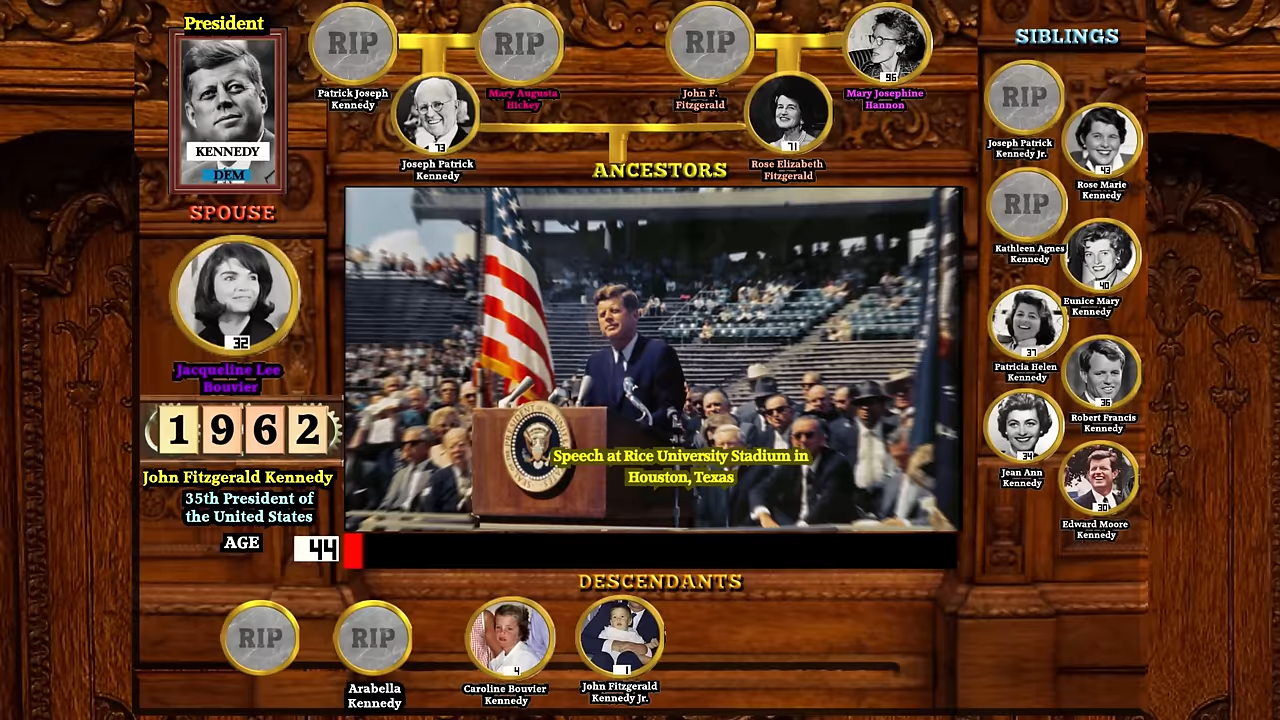 President
KENNEDY
DEM
SPOUSE
32
Jacqueline Lee
Bouvier
1962
John Fitzgerald Kennedy
35th President of
the United States
AGE
44
RIP
Patrick Joseph
Kennedy
RIP
Mary Augusta
Hickey
73
Joseph Patrick
Kennedy
RIP
John F.
Fitzgerald
96
Mary Josephine
Hannon
71
Rose Elizabeth
Fitzgerald
ANCESTORS
Speech at Rice University Stadium in
Houston, Texas
SIBLINGS
RIP
Joseph Patrick
Kennedy Jr.
43
Rose Marie
Kennedy
RIP
Kathleen Agnes
Kennedy
40
Eunice Mary
Kennedy
37
Patricia Helen
Kennedy
36
Robert Francis
Kennedy
34
Jean Ann
Kennedy
30
Edward Moore
Kennedy
DESCENDANTS
RIP
RIP
Arabella
Kennedy
4
Caroline Bouvier
Kennedy
1
John Fitzgerald
Kennedy Jr.